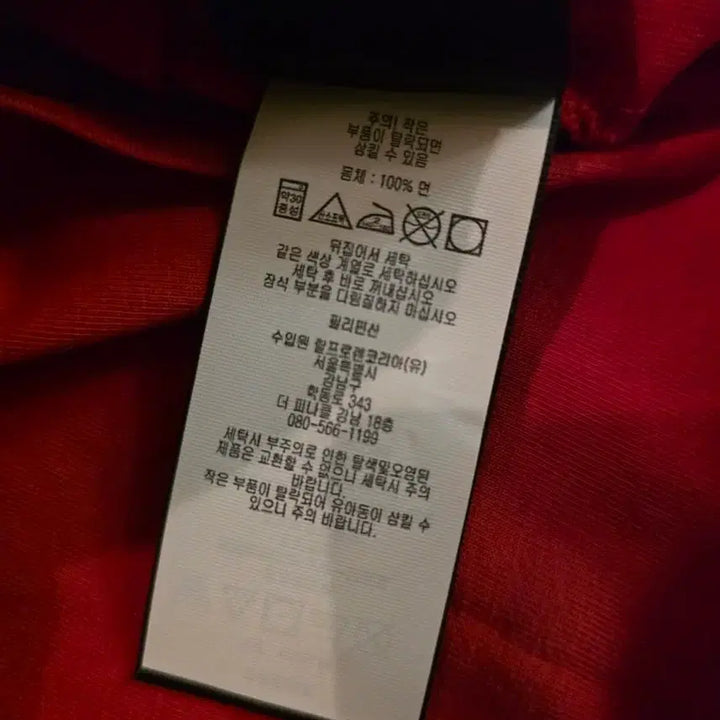 주의! 작은
부품이 탈락되면
삼킬 수 있음
몸체 : 100% 면
약30
중성
산소표백
2
드라이
뒤집어서 세탁
같은 색상 계열로 세탁하십시오
세탁 후 바로 꺼내십시오
장식 부분을 다림질하지 마십시오
필리핀산
수입원 랄프로렌코리아(유)
서울특별시
강남구
학동로 343
더 피나클 강남 18층
080-566-1199
세탁시 부주의로 인한 탈색및오염된
제품은 교환할 수 없으니 세탁시 주의
바랍니다.
작은 부품이 탈락되어 유아동이 삼킬 수
있으니 주의 바랍니다.